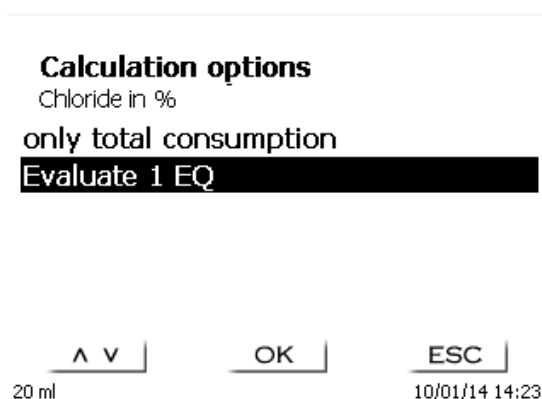 Calculation options
Chloride in %
only total consumption
Evaluate 1 EQ
∧ ∨ OK ESC
20 ml 10/01/14 14:23